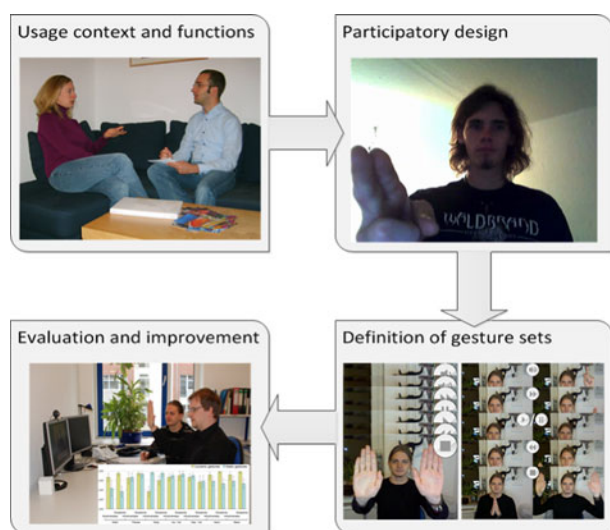 Usage context and functions
Participatory design
WALDBRAND
Definition of gesture sets
Evaluation and improvement